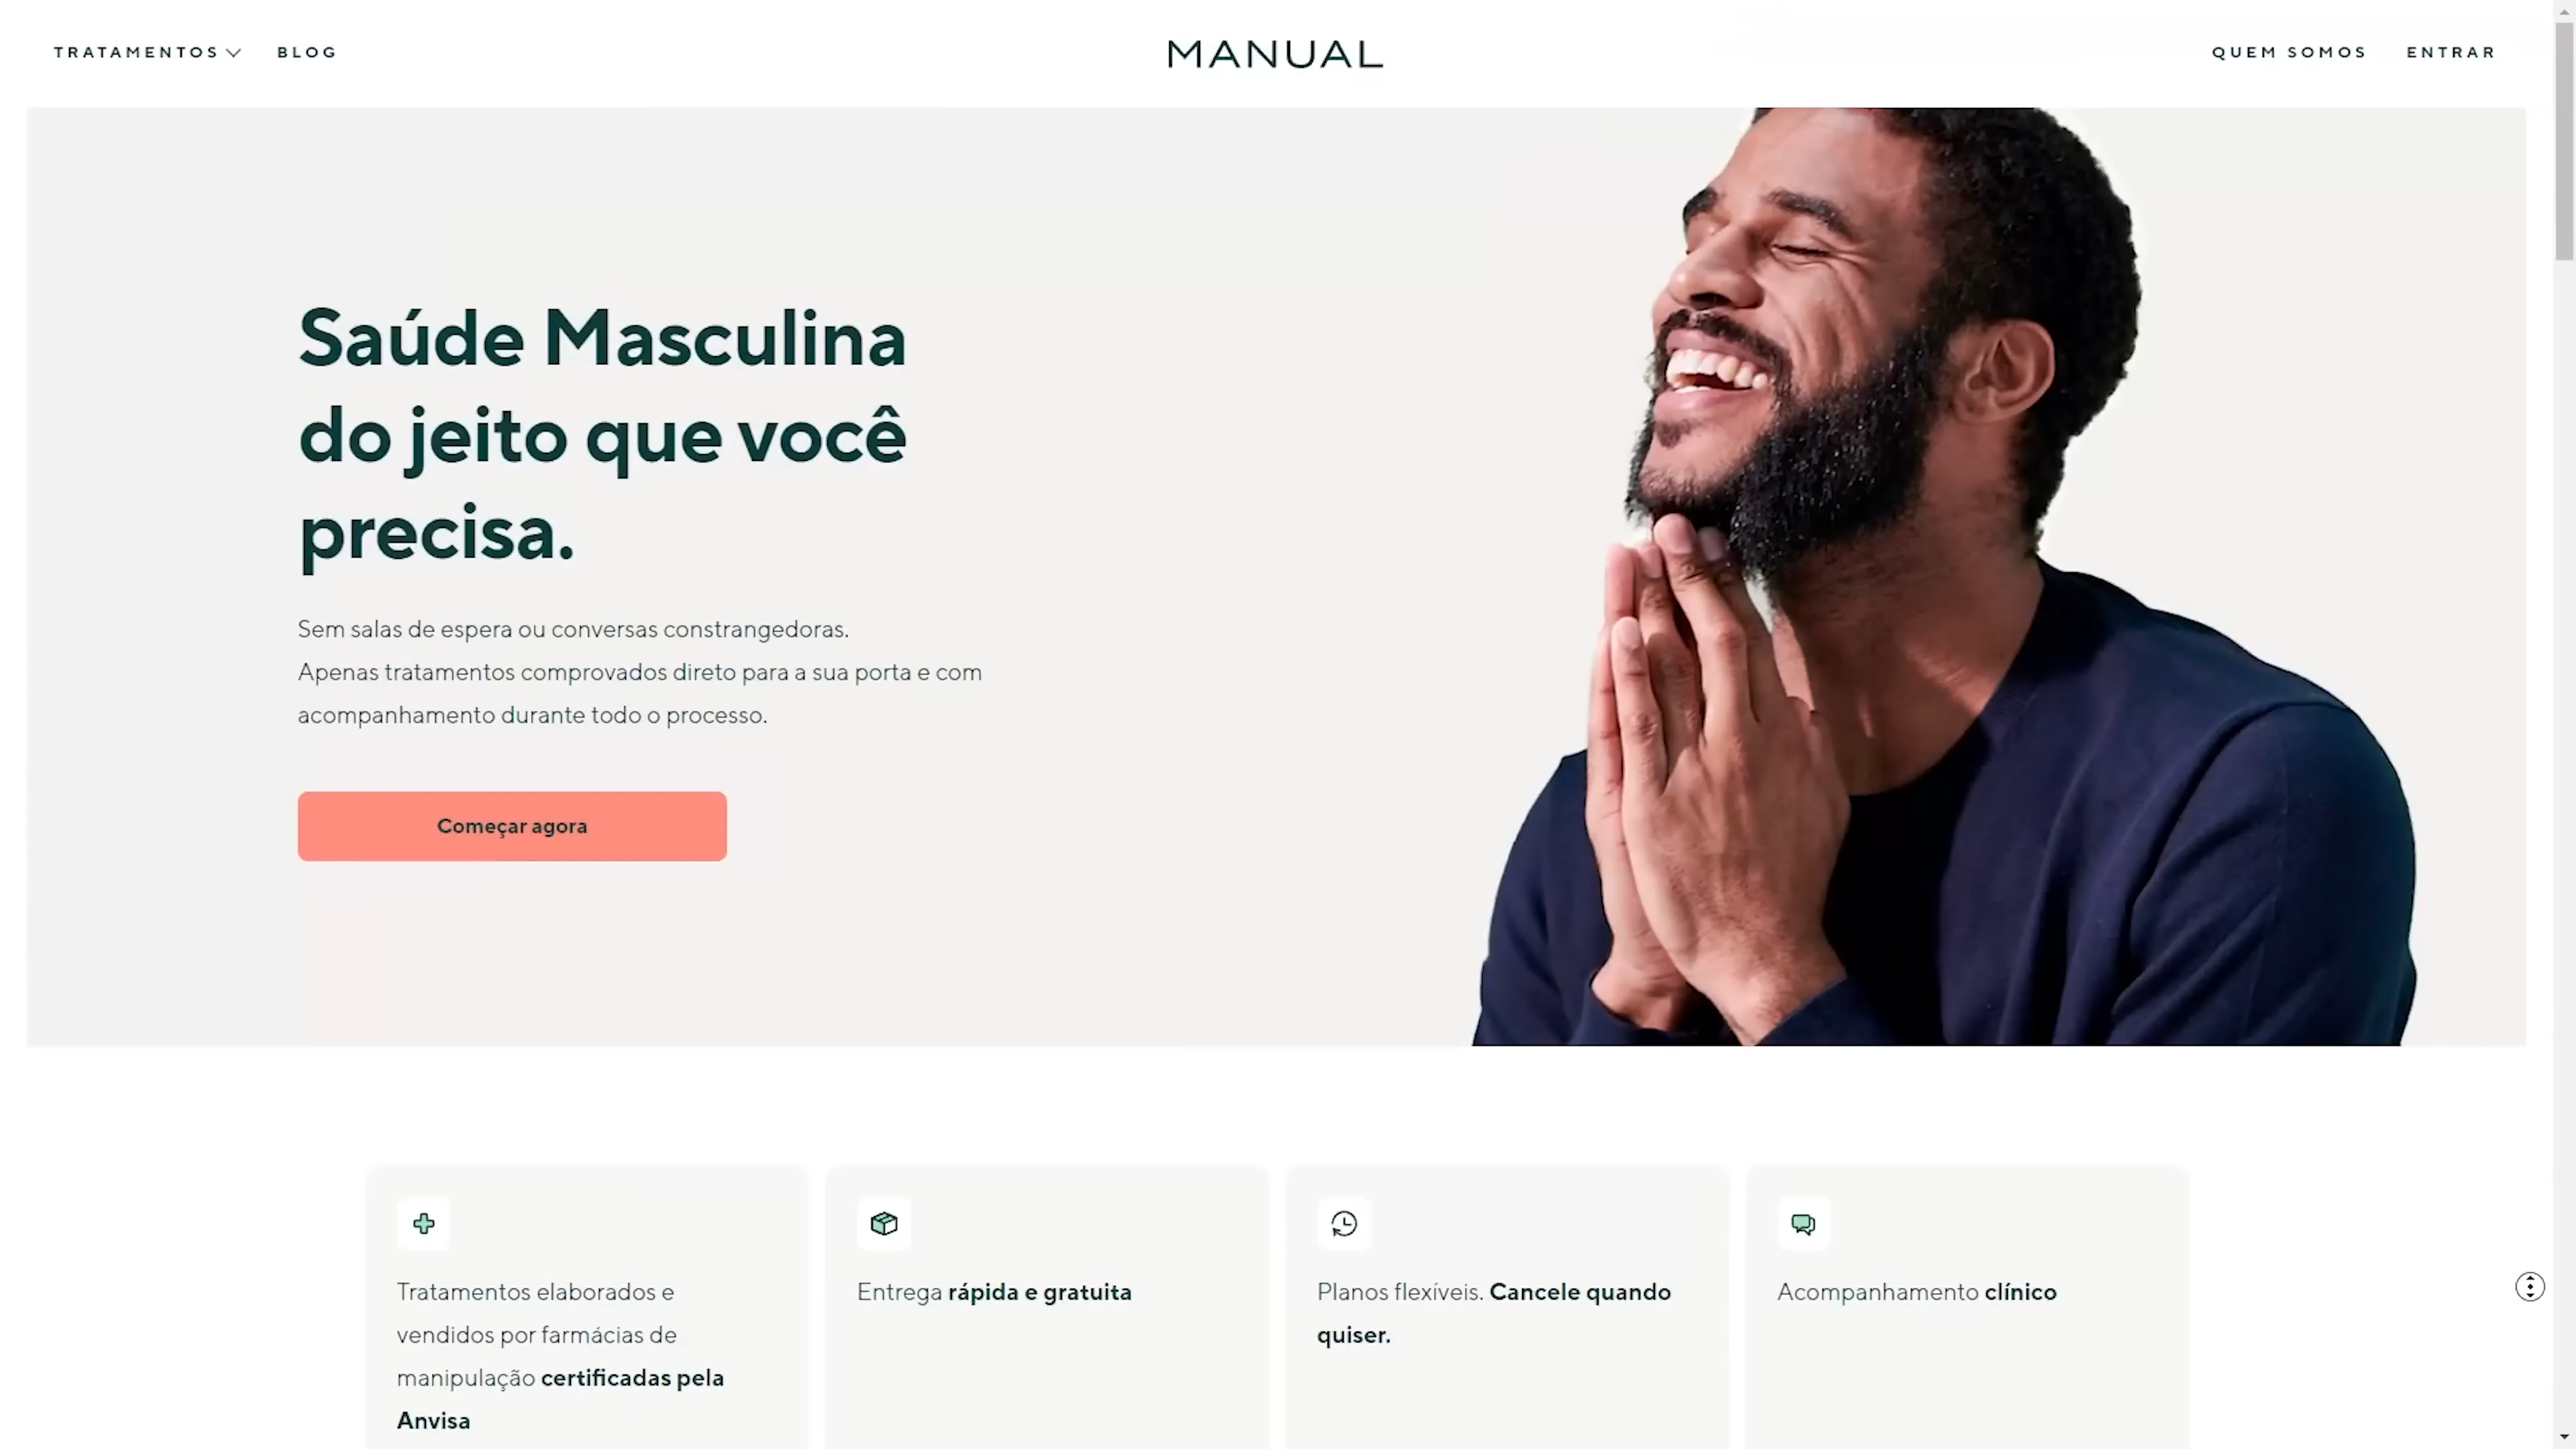 TRATAMENTOS
BLOG
MANUAL
QUEM SOMOS
ENTRAR
Saúde Masculina
do jeito que você
precisa.
Sem salas de espera ou conversas constrangedoras.
Apenas tratamentos comprovados direto para a sua porta e com
acompanhamento durante todo o processo.
Começar agora
Tratamentos elaborados e
vendidos por farmácias de
manipulação certificadas pela
Anvisa
Entrega rápida e gratuita
Planos flexíveis. Cancele quando
quiser.
Acompanhamento clínico